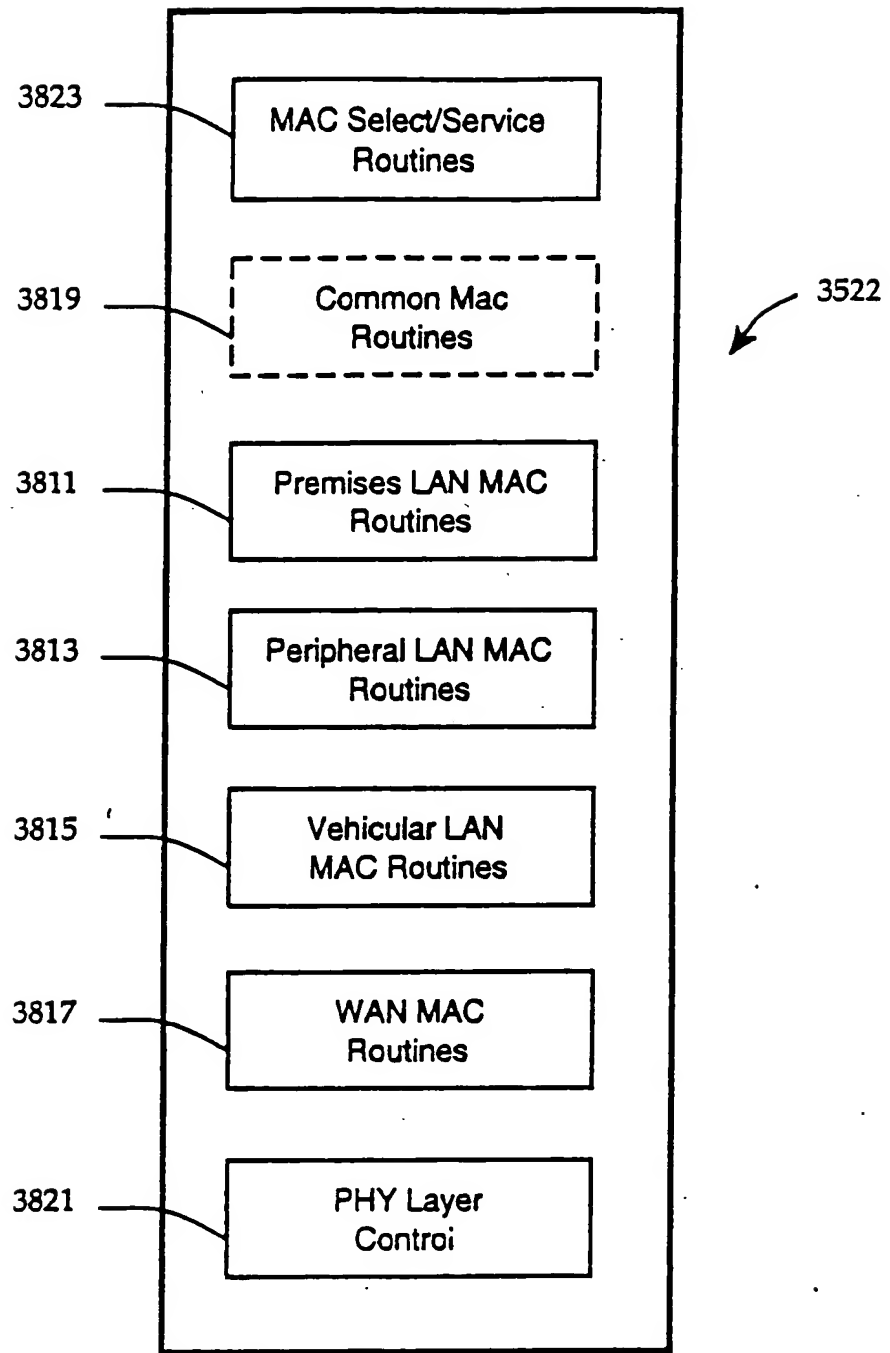 3823
MAC Select/Service
Routines
3819
Common Mac
Routines
3522
3811
Premises LAN MAC
Routines
3813
Peripheral LAN MAC
Routines
3815
Vehicular LAN
MAC Routines
3817
WAN MAC
Routines
3821
PHY Layer
Control